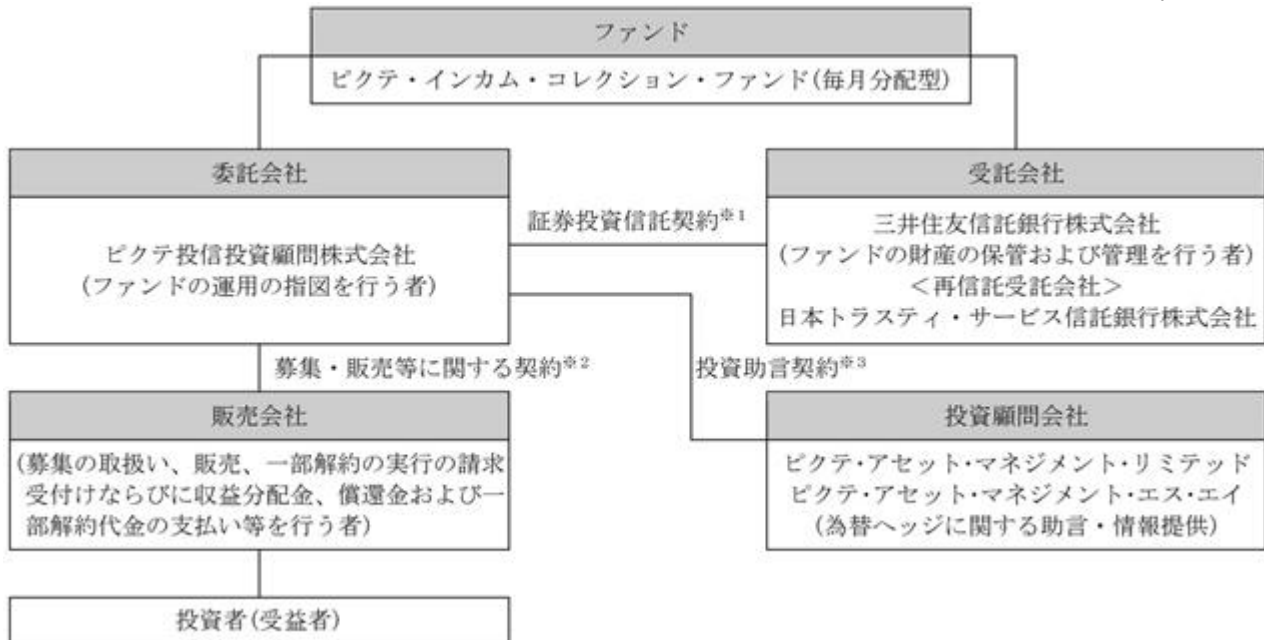 ファンド
ピクテ・インカム・コレクション・ファンド(毎月分配型)
委託会社
ピクテ投信投資顧問株式会社
(ファンドの運用の指図を行う者)
証券投資信託契約※1
受託会社
三井住友信託銀行株式会社
(ファンドの財産の保管および管理を行う者)
＜再信託受託会社＞
日本トラスティ・サービス信託銀行株式会社
募集・販売等に関する契約※2
投資助言契約※3
販売会社
(募集の取扱い、販売、一部解約の実行の請求
受付けならびに収益分配金、償還金および一
部解約代金の支払い等を行う者)
投資顧問会社
ピクテ・アセット・マネジメント・リミテッド
ピクテ・アセット・マネジメント・エス・エイ
(為替ヘッジに関する助言・情報提供)
投資者(受益者)